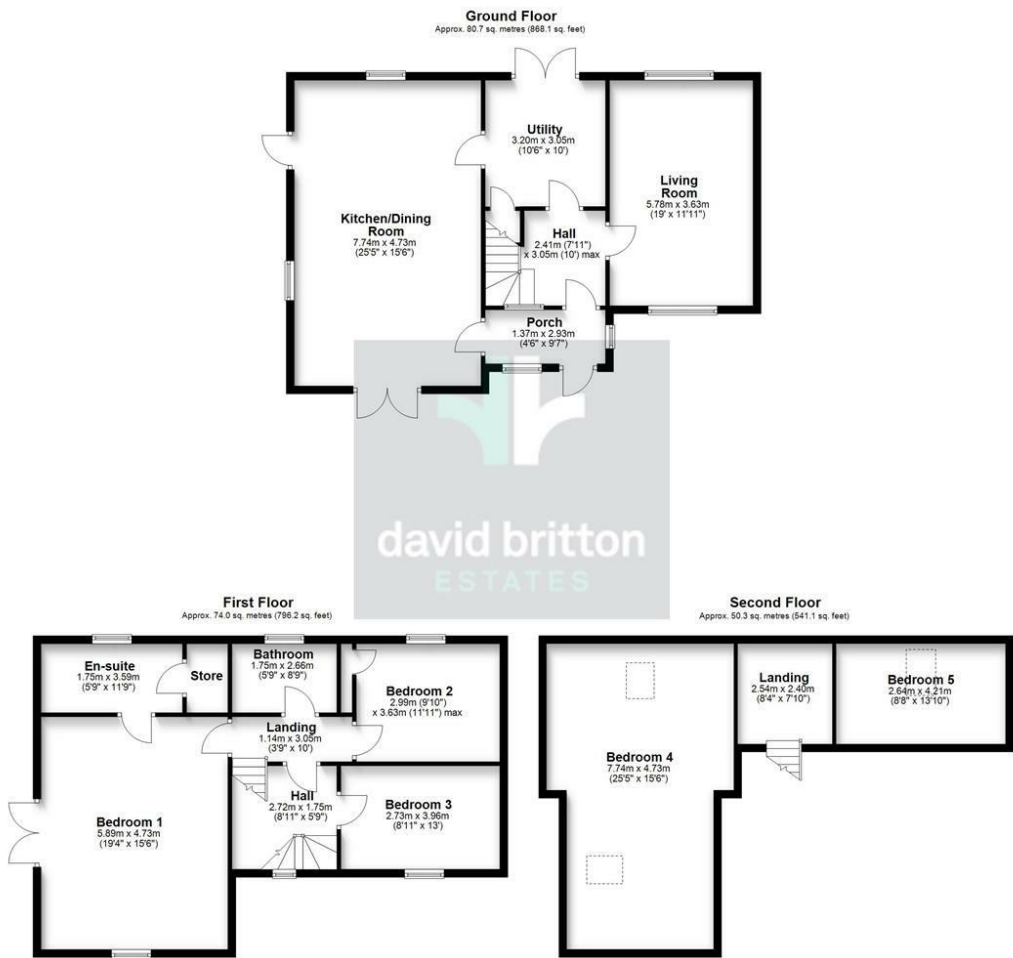 Ground Floor
Approx. 80.7 sq. metres (868.1 sq. feet)
Utility
3.20m x 3.05m
(10'6" x 10')
Living
Room
5.78m x 3.63m
(19' x 11'11")
Kitchen/Dining
Room
7.74m x 4.73m
(25'5" x 15'6")
Hall
2.41m (7'11")
x 3.05m (10') max
Porch
1.37m x 2.93m
(4'6" x 9'7")
david britton
ESTATES
First Floor
Approx. 74.0 sq. metres (796.2 sq. feet)
En-suite
1.75m x 3.59m
(5'9" x 11'9")
Store
Bathroom
1.75m x 2.66m
(5'9" x 8'9")
Bedroom 2
2.99m (9'10")
x 3.63m (11'11") max
Landing
1.14m x 3.05m
(3'9" x 10')
Hall
2.72m x 1.75m
(8'11" x 5'9")
Bedroom 3
2.73m x 3.96m
(8'11" x 13')
Bedroom 1
5.89m x 4.73m
(19'4" x 15'6")
Second Floor
Approx. 50.3 sq. metres (541.1 sq. feet)
Landing
2.54m x 2.40m
(8'4" x 7'10")
Bedroom 5
2.64m x 4.21m
(8'8" x 13'10")
Bedroom 4
7.74m x 4.73m
(25'5" x 15'6")